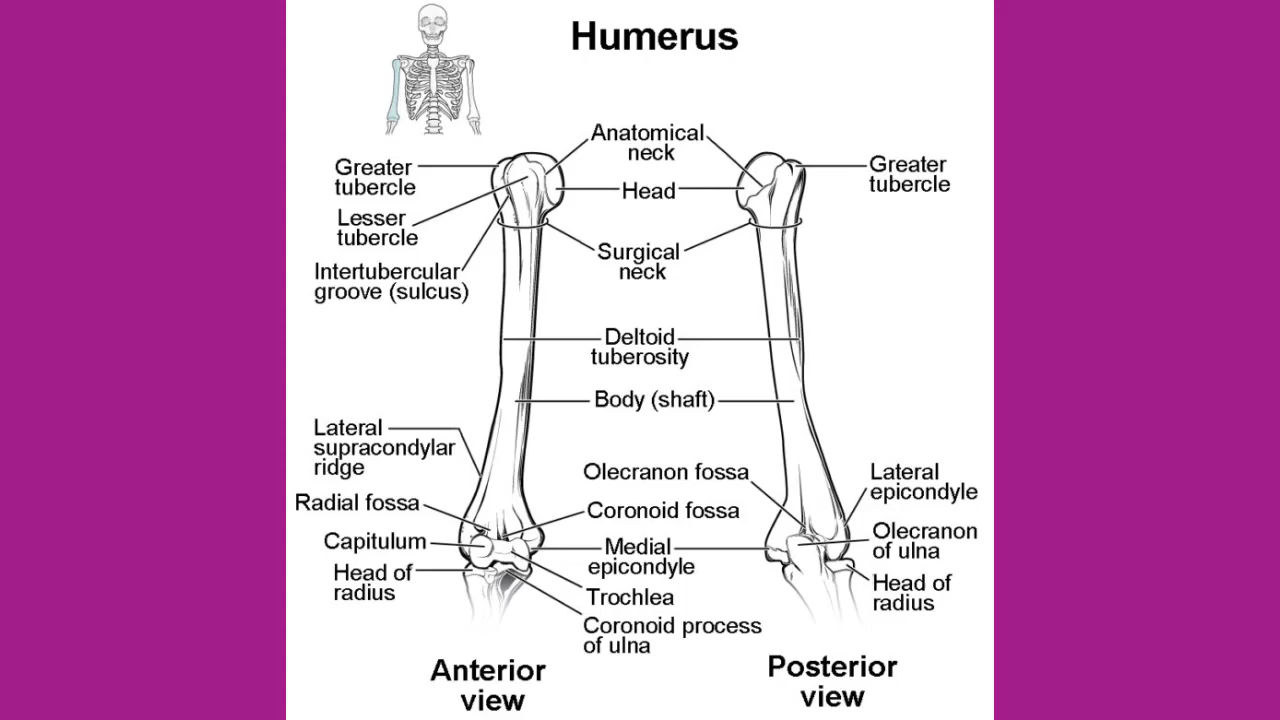 Humerus
Anatomical
neck
Greater
tubercle
Head
Greater
tubercle
Lesser
tubercle
Surgical
neck
Intertubercular
groove (sulcus)
Deltoid
tuberosity
Body (shaft)
Lateral
supracondylar
ridge
Olecranon fossa
Lateral
epicondyle
Radial fossa
Coronoid fossa
Capitulum
Medial
epicondyle
Olecranon
of ulna
Head of
radius
Trochlea
Head of
radius
Coronoid process
of ulna
Anterior
view
Posterior
view